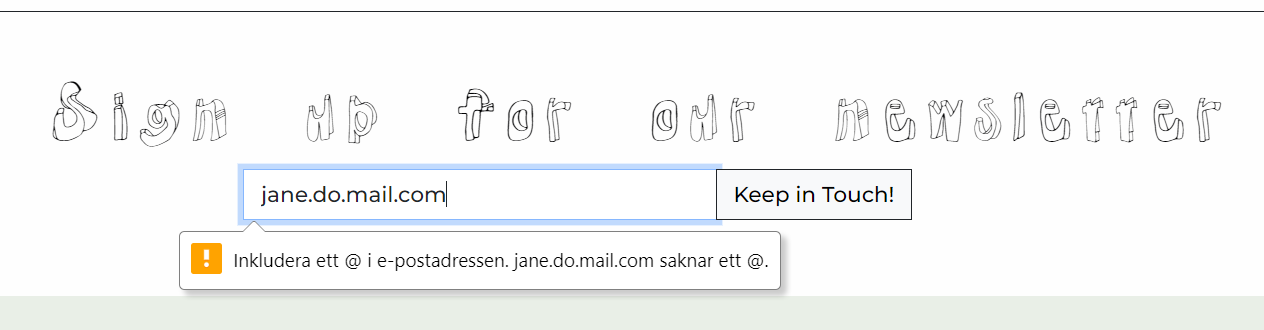 Sign up for our newsletter
jane.do.mail.com
Keep in Touch!
Inkludera ett @ i e-postadressen. jane.do.mail.com saknar ett @.